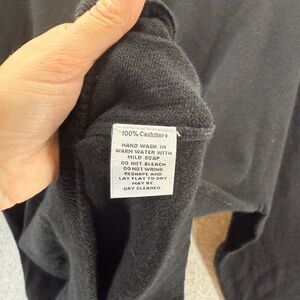 100% Cashmere
HAND WASH IN
WARM WATER WITH
MILD SOAP
DO NOT BLEACH
DO NOT WRING
RESHAPE AND
LAY FLAT TO DRY
MAY BE
DRY CLEANED